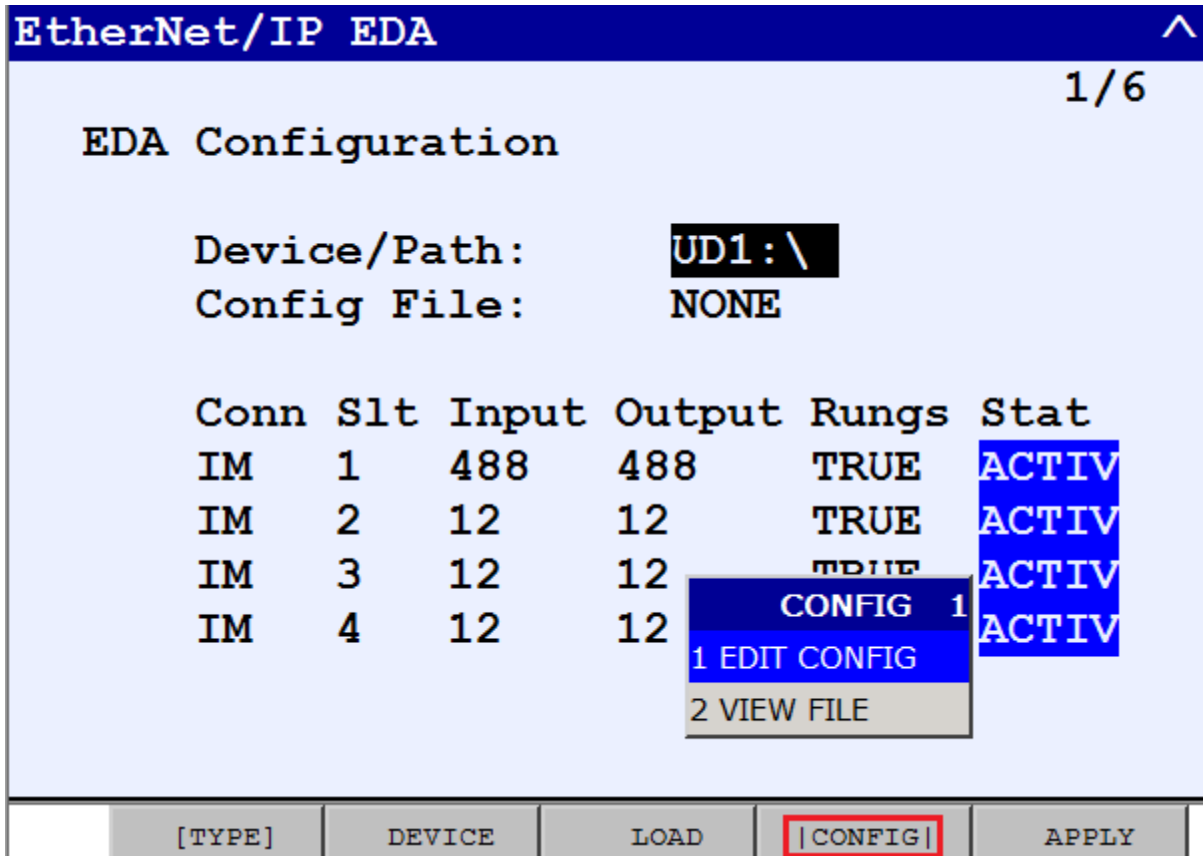 EtherNet/IP EDA ^
1/6
EDA Configuration
Device/Path: UD1:\
Config File: NONE
Conn Slt Input Output Rungs Stat
IM 1 488 488 TRUE ACTIV
IM 2 12 12 TRUE ACTIV
IM 3 12 12 TRUE ACTIV
IM 4 12 12 ACTIV
CONFIG 1
1 EDIT CONFIG
2 VIEW FILE
[TYPE] DEVICE LOAD |CONFIG| APPLY